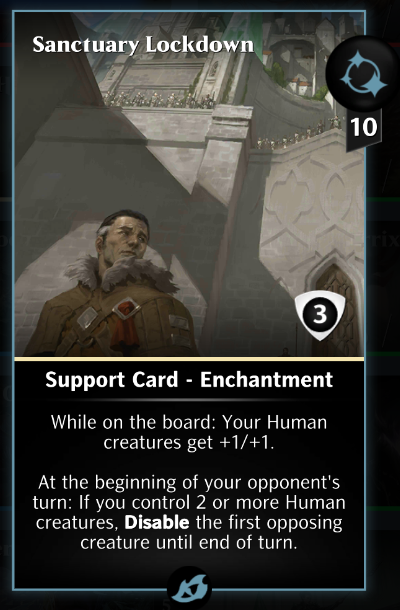 Sanctuary Lockdown
10
3
Support Card - Enchantment
While on the board: Your Human
creatures get +1/+1.
At the beginning of your opponent's
turn: If you control 2 or more Human
creatures, Disable the first opposing
creature until end of turn.